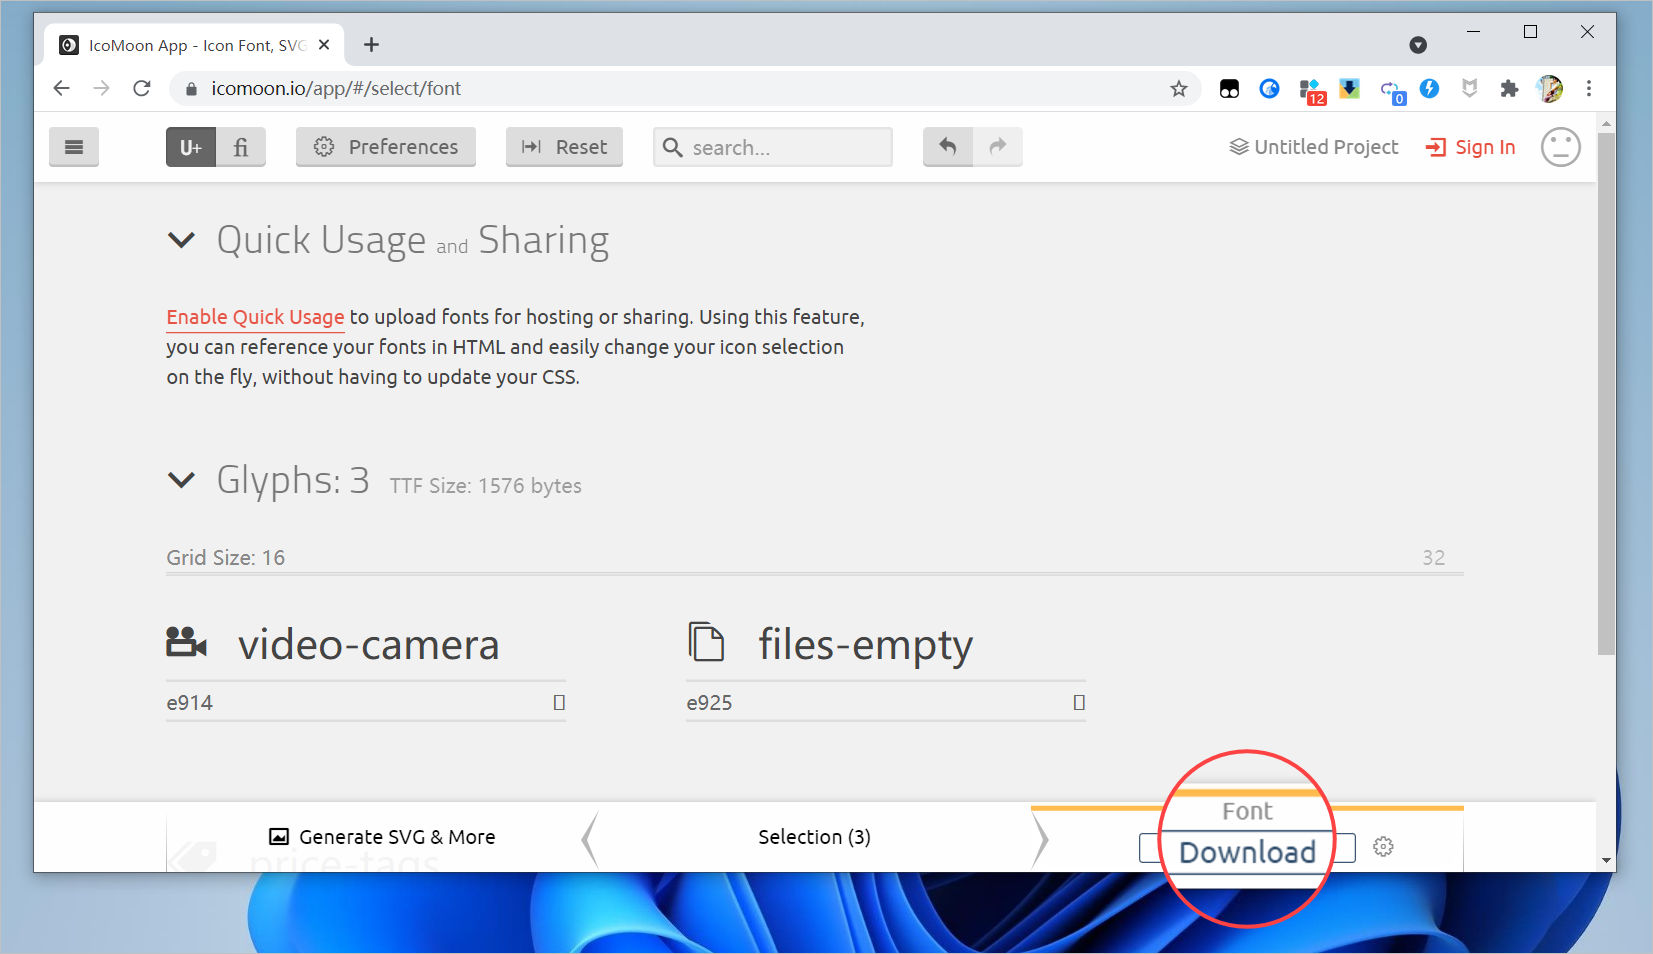 IcoMoon App - Icon Font, SVG
icomoon.io/app/#/select/font
12
0
U+
fi
Preferences
Reset
search...
Untitled Project
Sign In
Quick Usage and Sharing
Enable Quick Usage to upload fonts for hosting or sharing. Using this feature,
you can reference your fonts in HTML and easily change your icon selection
on the fly, without having to update your CSS.
Glyphs: 3 TTF Size: 1576 bytes
Grid Size: 16
32
video-camera
files-empty
e914
e925
Generate SVG & More
Selection (3)
Font
Download
price-tags